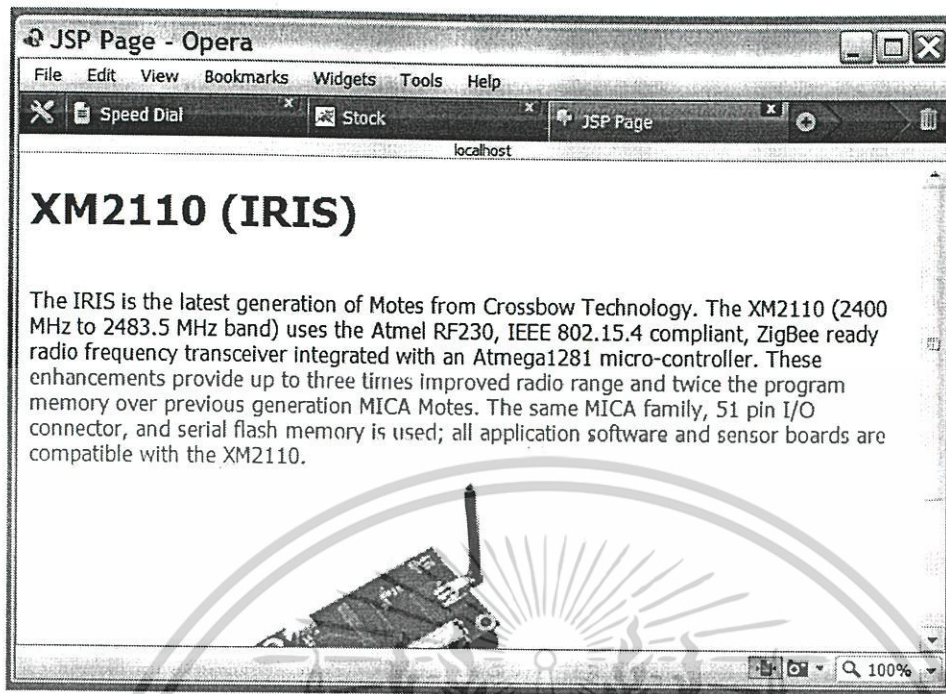 JSP Page - Opera
File Edit View Bookmarks Widgets Tools Help
Speed Dial Stock JSP Page
localhost
XM2110 (IRIS)
The IRIS is the latest generation of Motes from Crossbow Technology. The XM2110 (2400
MHz to 2483.5 MHz band) uses the Atmel RF230, IEEE 802.15.4 compliant, ZigBee ready
radio frequency transceiver integrated with an Atmega1281 micro-controller. These
enhancements provide up to three times improved radio range and twice the program
memory over previous generation MICA Motes. The same MICA family, 51 pin I/O
connector, and serial flash memory is used; all application software and sensor boards are
compatible with the XM2110.
100%